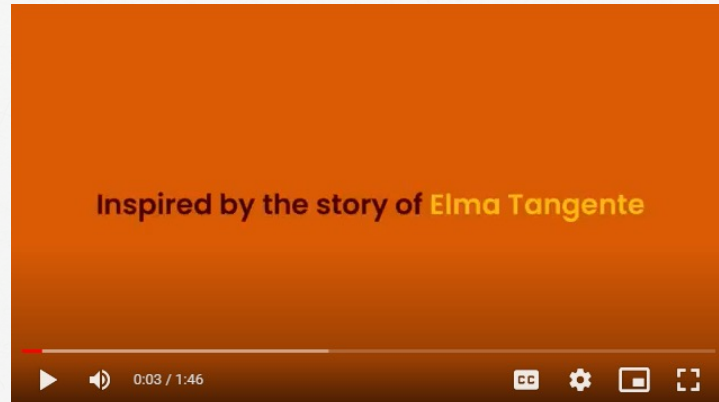 Inspired by the story of Elma Tangente
0:03 / 1:46
CC